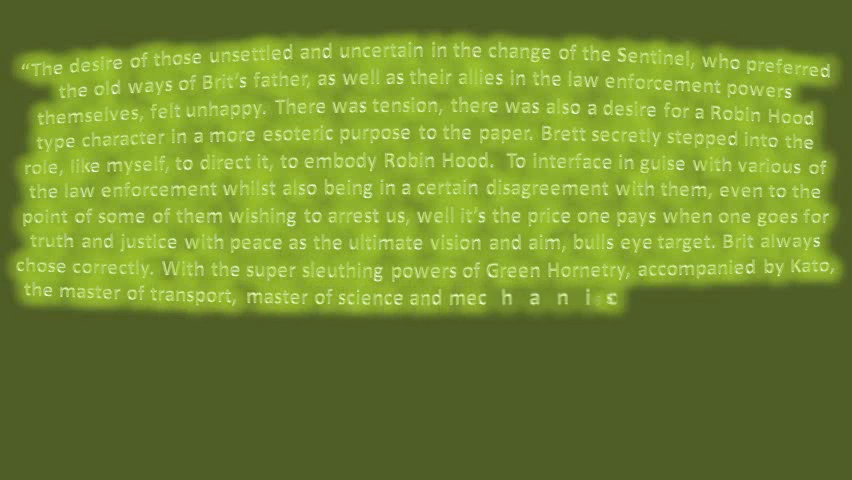 “The desire of those unsettled and uncertain in the change of the Sentinel, who preferred
the old ways of Brit’s father, as well as their allies in the law enforcement powers
themselves, felt unhappy. There was tension, there was also a desire for a Robin Hood
type character in a more esoteric purpose to the paper. Brett secretly stepped into the
role, like myself, to direct it, to embody Robin Hood.  To interface in guise with various of
the law enforcement whilst also being in a certain disagreement with them, even to the
point of some of them wishing to arrest us, well it’s the price one pays when one goes for
truth and justice with peace as the ultimate vision and aim, bulls eye target. Brit always
chose correctly. With the super sleuthing powers of Green Hornetry, accompanied by Kato,
the master of transport, master of science and mechanic